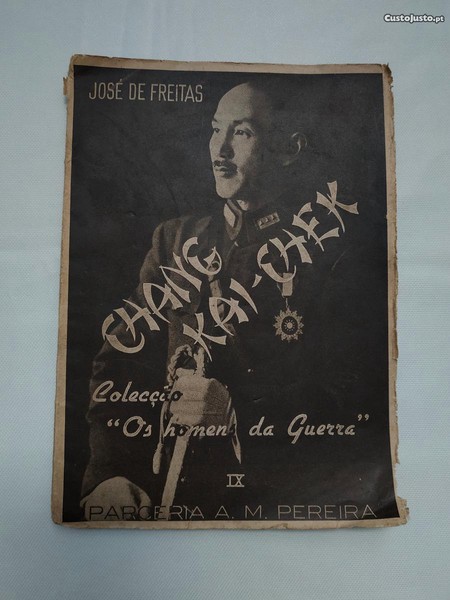 CustoJusto.pt
JOSÉ DE FREITAS
CHANG
KAI-CHEK
Colecção
"Os homens da Guerra"
IX
PARCERIA A. M. PEREIRA